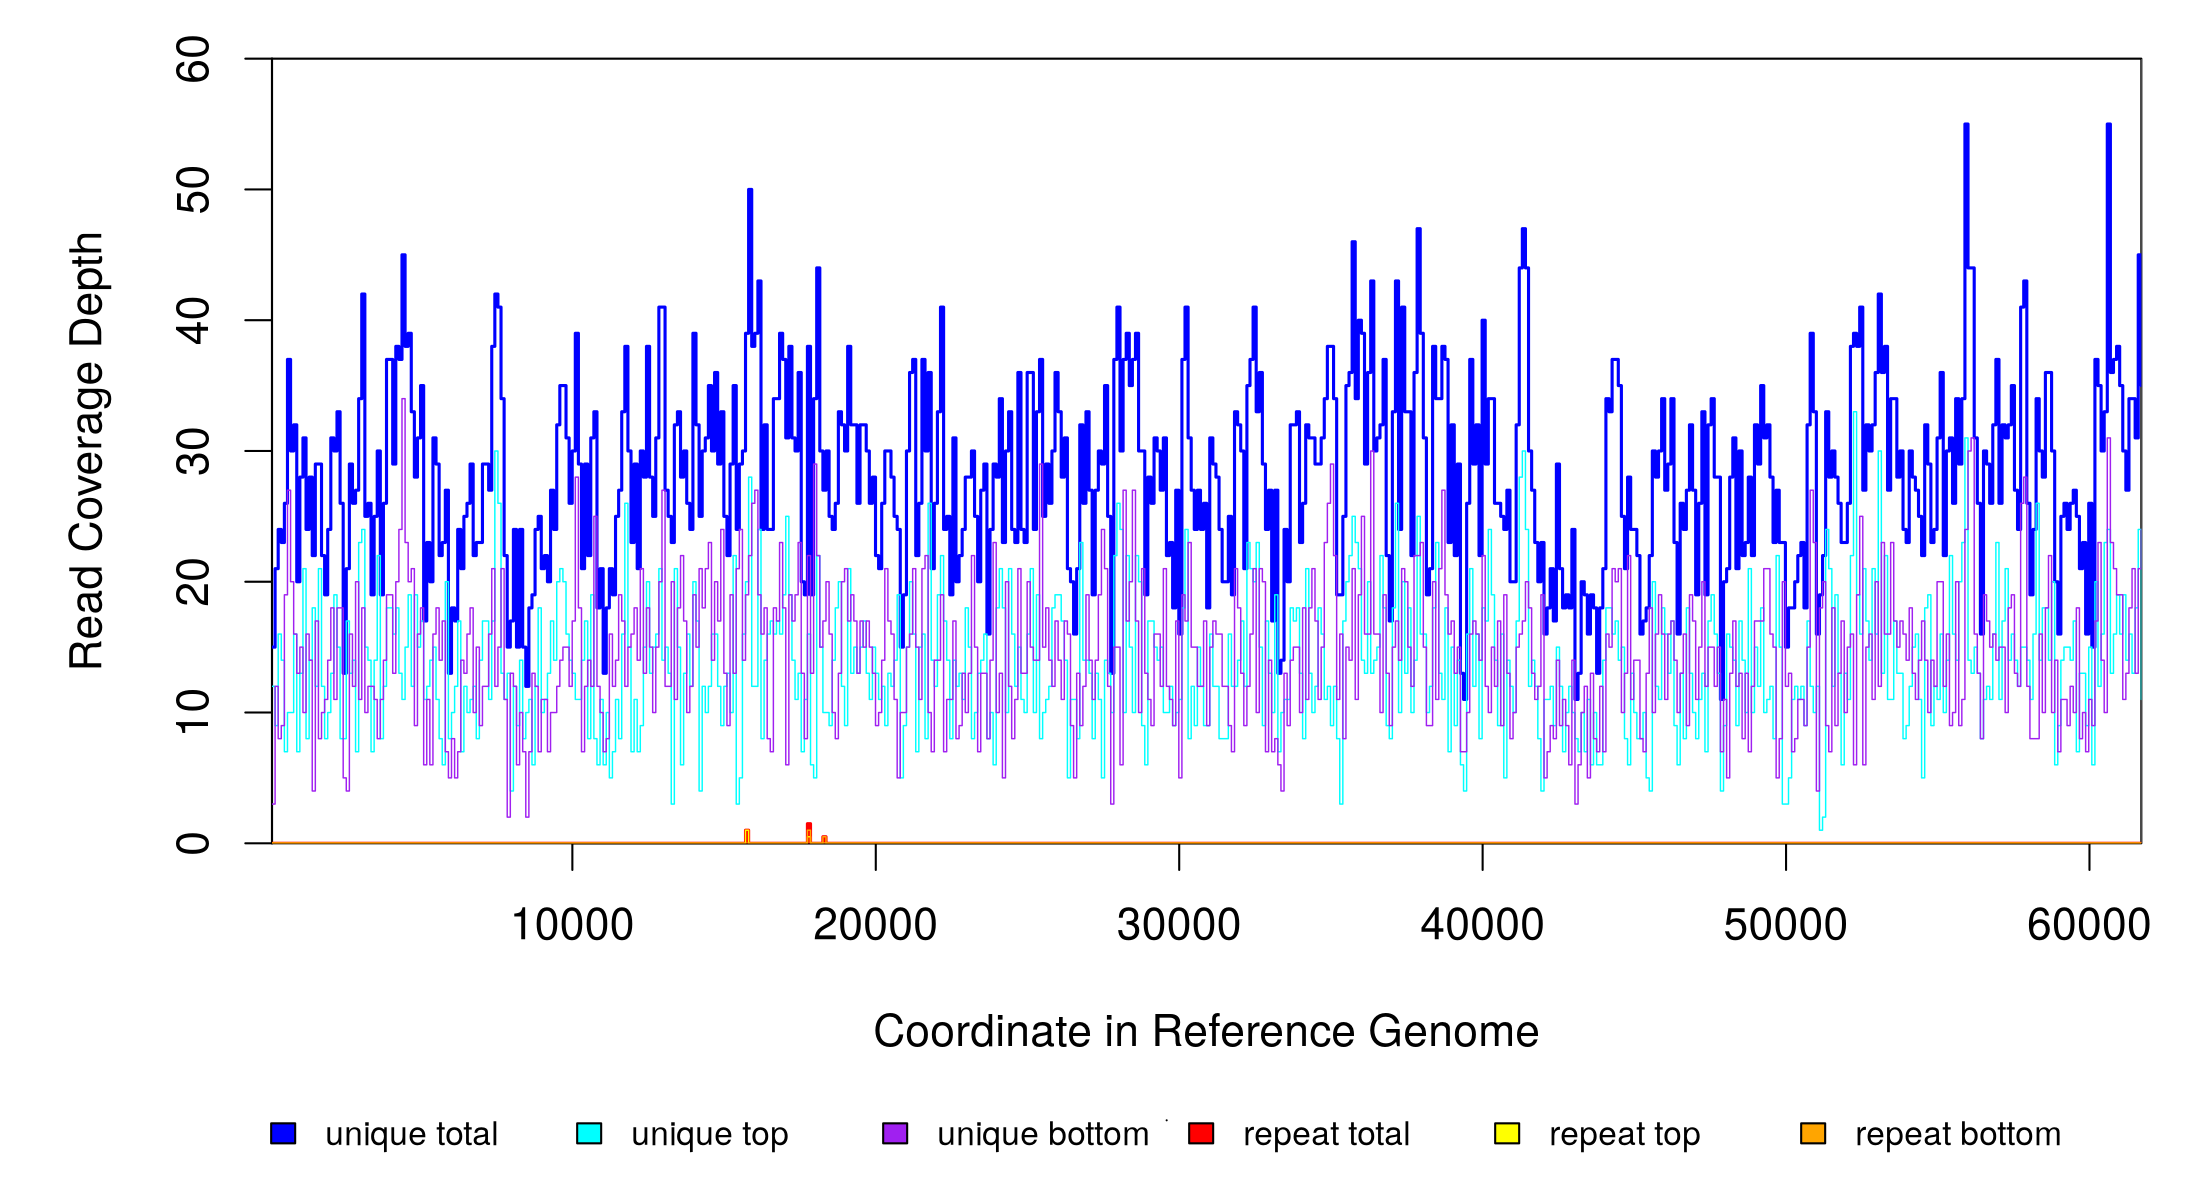 60
50
40
30
20
10
0
Read Coverage Depth
10000 20000 30000 40000 50000 60000
Coordinate in Reference Genome
unique total unique top unique bottom repeat total repeat top repeat bottom